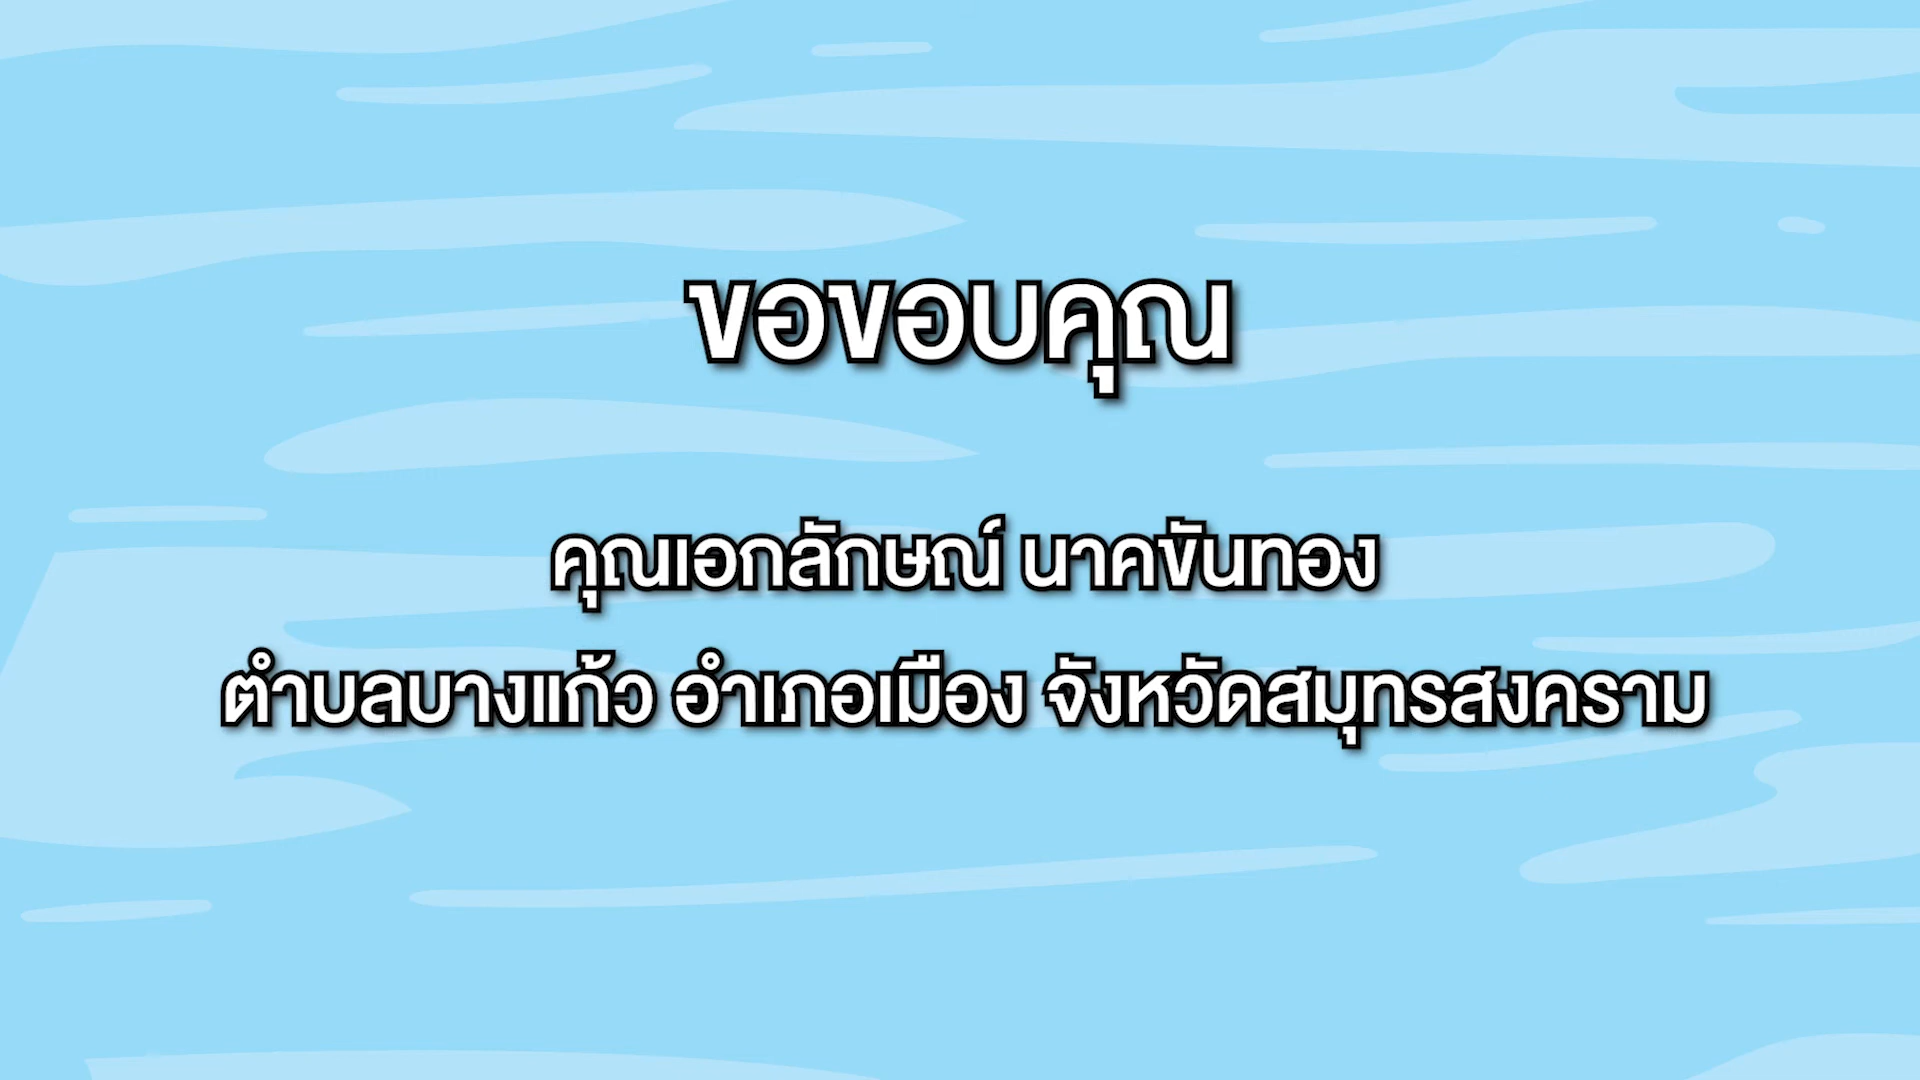 ขอขอบคุณ
คุณเอกลักษณ์ นาคขันทอง
ตำบลบางแก้ว อำเภอเมือง จังหวัดสมุทรสงคราม